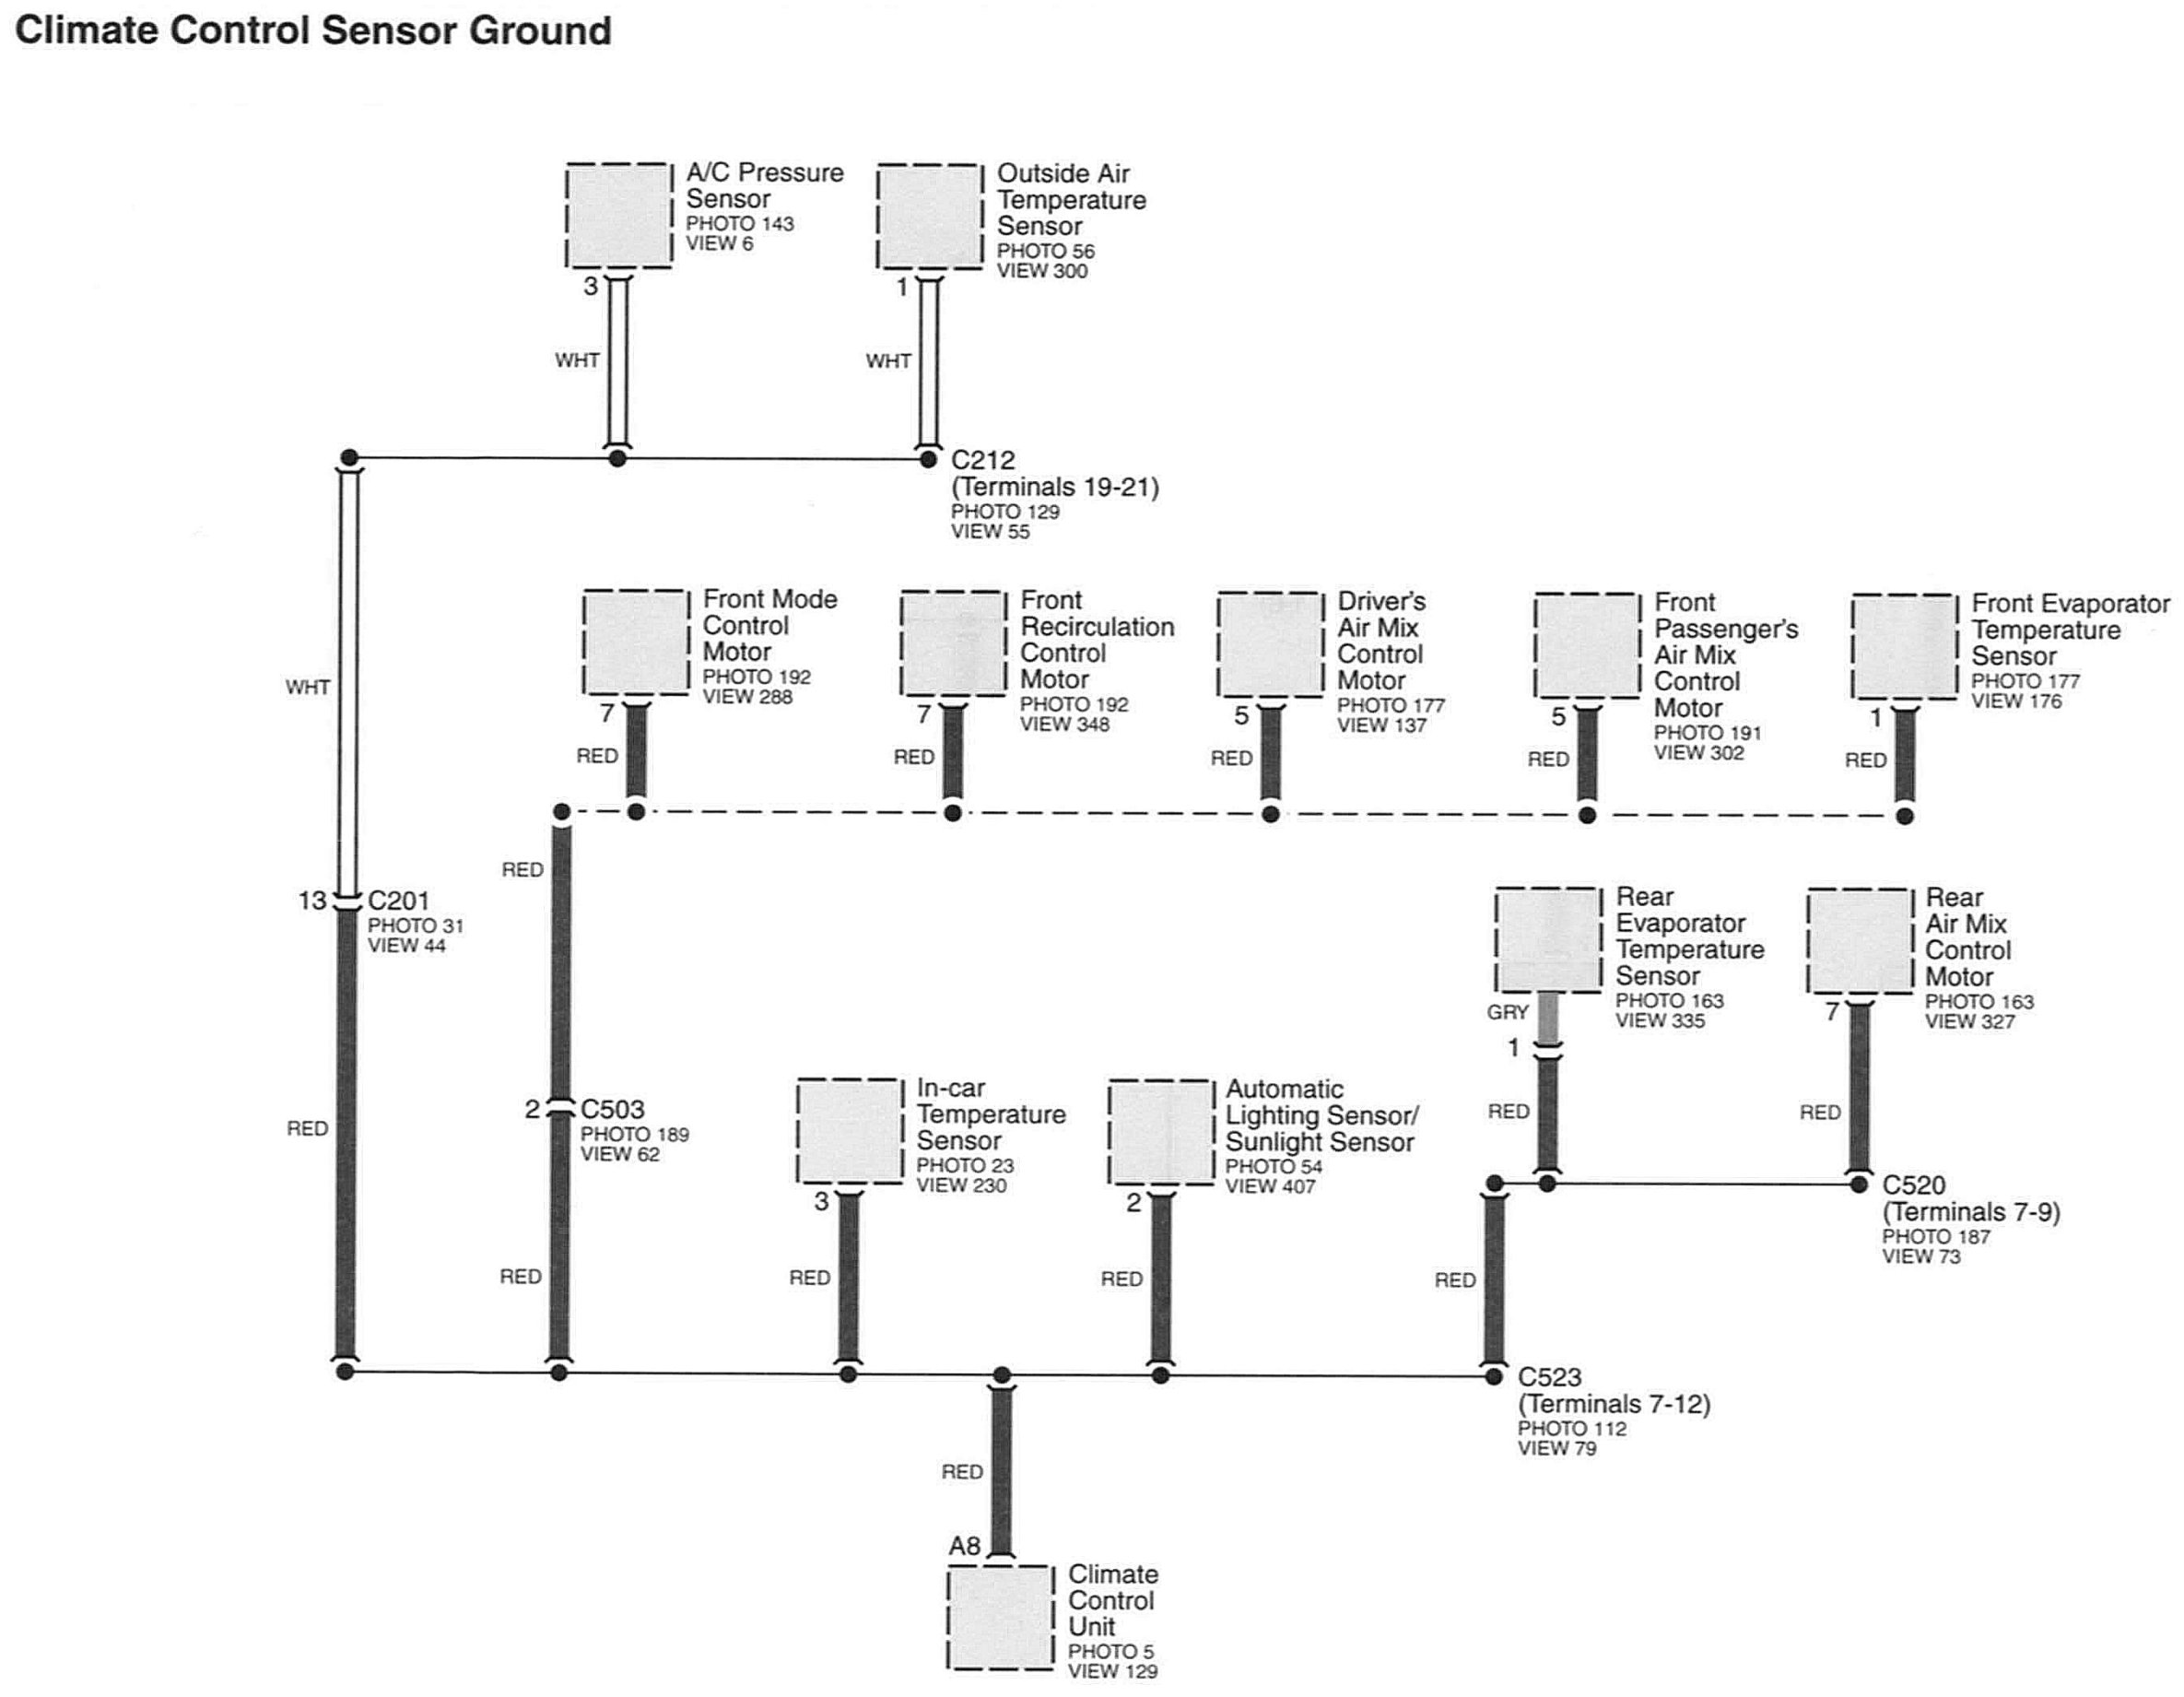 Climate Control Sensor Ground
A/C Pressure
Sensor
PHOTO 143
VIEW 6
3
WHT
Outside Air
Temperature
Sensor
PHOTO 56
VIEW 300
1
WHT
C212
(Terminals 19-21)
PHOTO 129
VIEW 55
WHT
13
C201
PHOTO 31
VIEW 44
RED
Front Mode
Control
Motor
PHOTO 192
VIEW 288
7
RED
Front
Recirculation
Control
Motor
PHOTO 192
VIEW 348
7
RED
Driver's
Air Mix
Control
Motor
PHOTO 177
VIEW 137
5
RED
Front
Passenger's
Air Mix
Control
Motor
PHOTO 191
VIEW 302
5
RED
Front Evaporator
Temperature
Sensor
PHOTO 177
VIEW 176
1
RED
RED
2
C503
PHOTO 189
VIEW 62
RED
In-car
Temperature
Sensor
PHOTO 23
VIEW 230
3
RED
Automatic
Lighting Sensor/
Sunlight Sensor
PHOTO 54
VIEW 407
2
RED
Rear
Evaporator
Temperature
Sensor
PHOTO 163
VIEW 335
GRY
1
RED
Rear
Air Mix
Control
Motor
PHOTO 163
VIEW 327
7
RED
C520
(Terminals 7-9)
PHOTO 187
VIEW 73
RED
C523
(Terminals 7-12)
PHOTO 112
VIEW 79
RED
A8
Climate
Control
Unit
PHOTO 5
VIEW 129